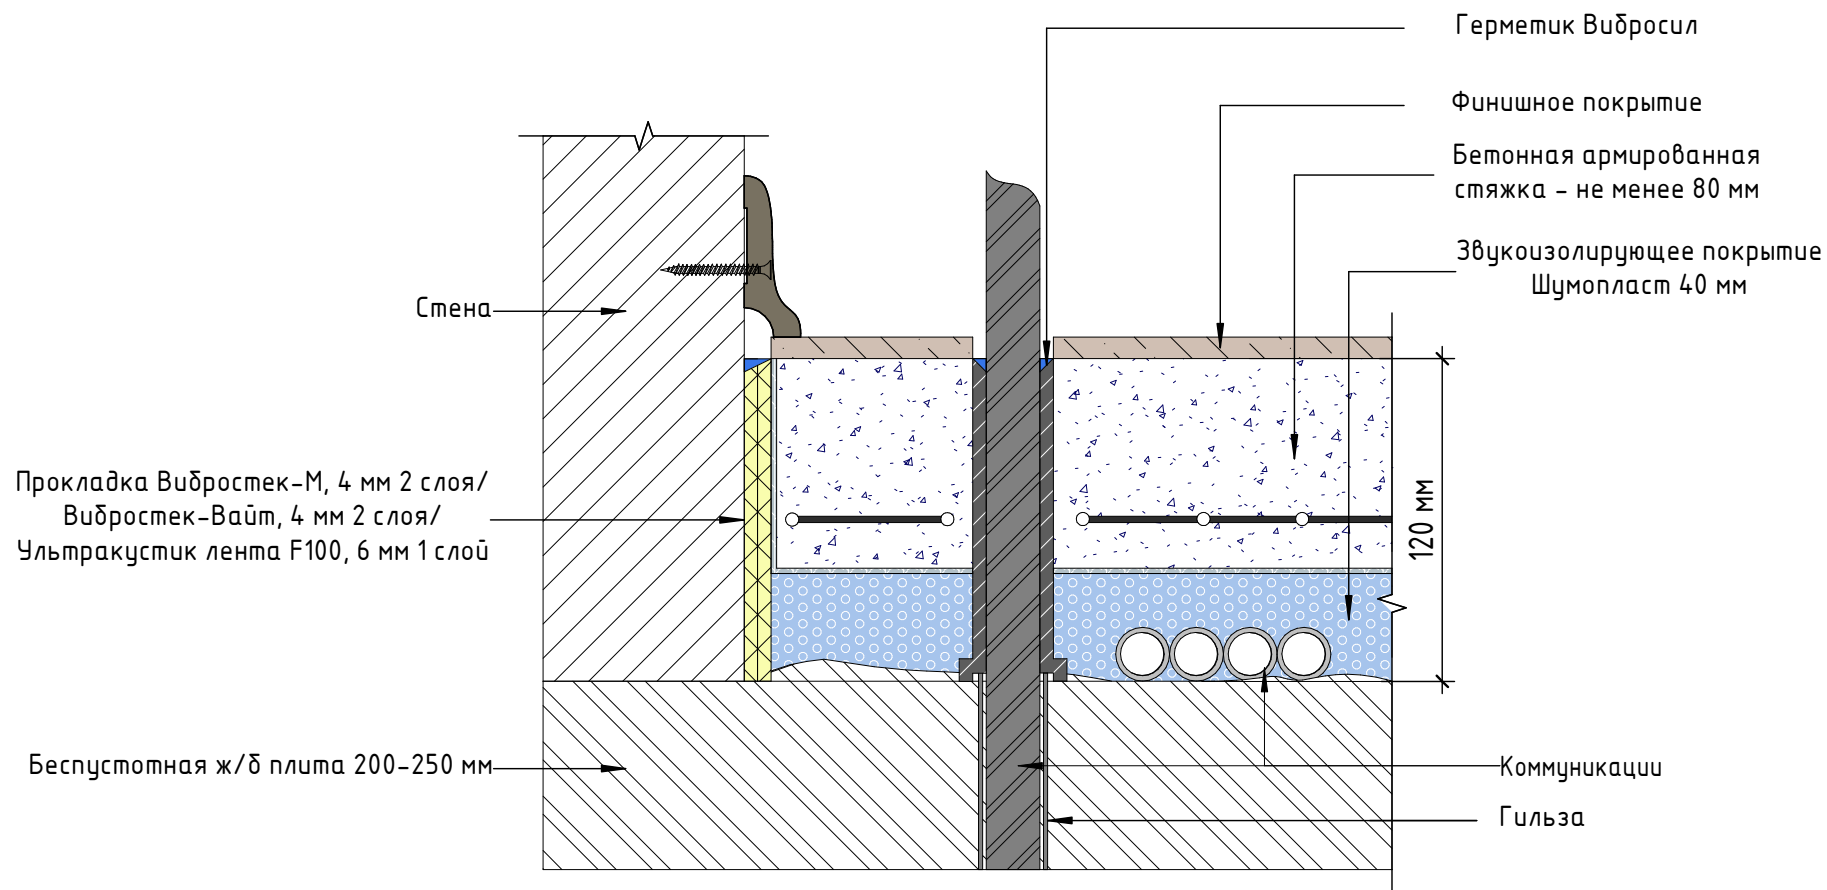 Герметик Вибросил
Финишное покрытие
Бетонная армированная
стяжка - не менее 80 мм
Звукоизолирующее покрытие
Шумопласт 40 мм
Стена
Прокладка Вибростек-М, 4 мм 2 слоя/
Вибростек-Вайт, 4 мм 2 слоя/
Ультракустик лента F100, 6 мм 1 слой
120 мм
Беспустотная ж/б плита 200-250 мм
Коммуникации
Гильза